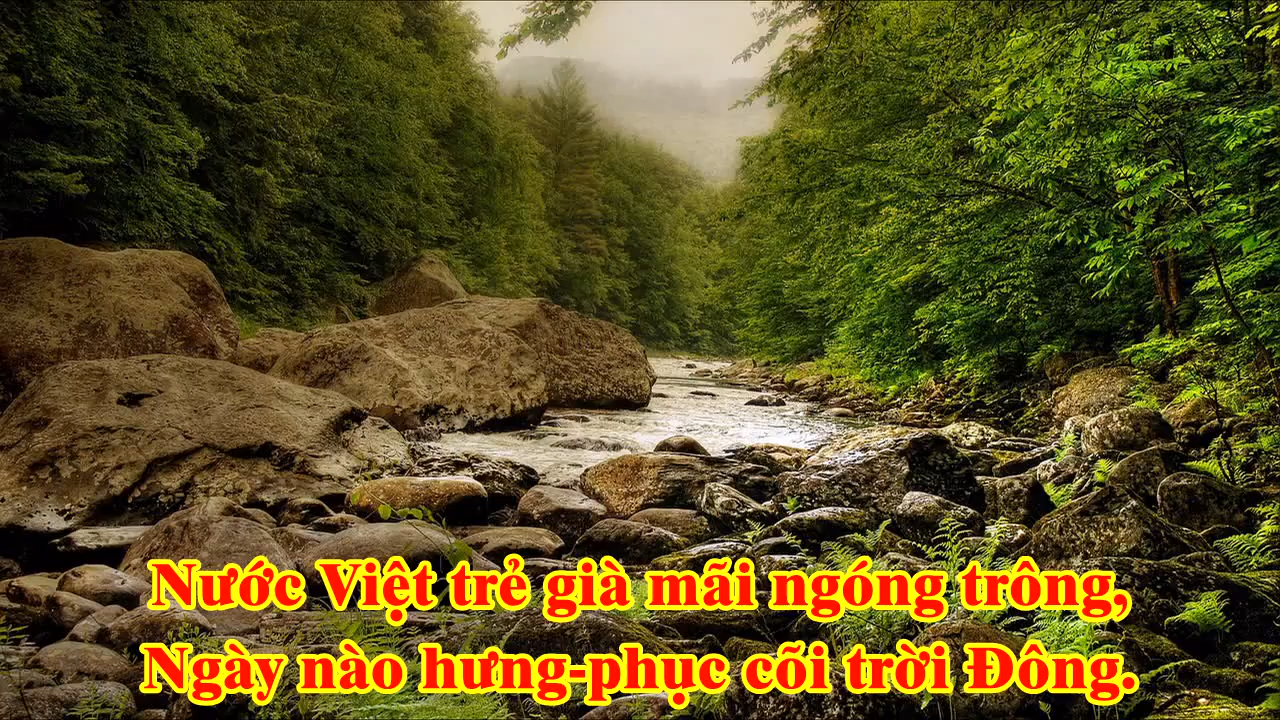 Nước Việt trẻ già mãi ngóng trông,
Ngày nào hưng-phục cõi trời Đông.